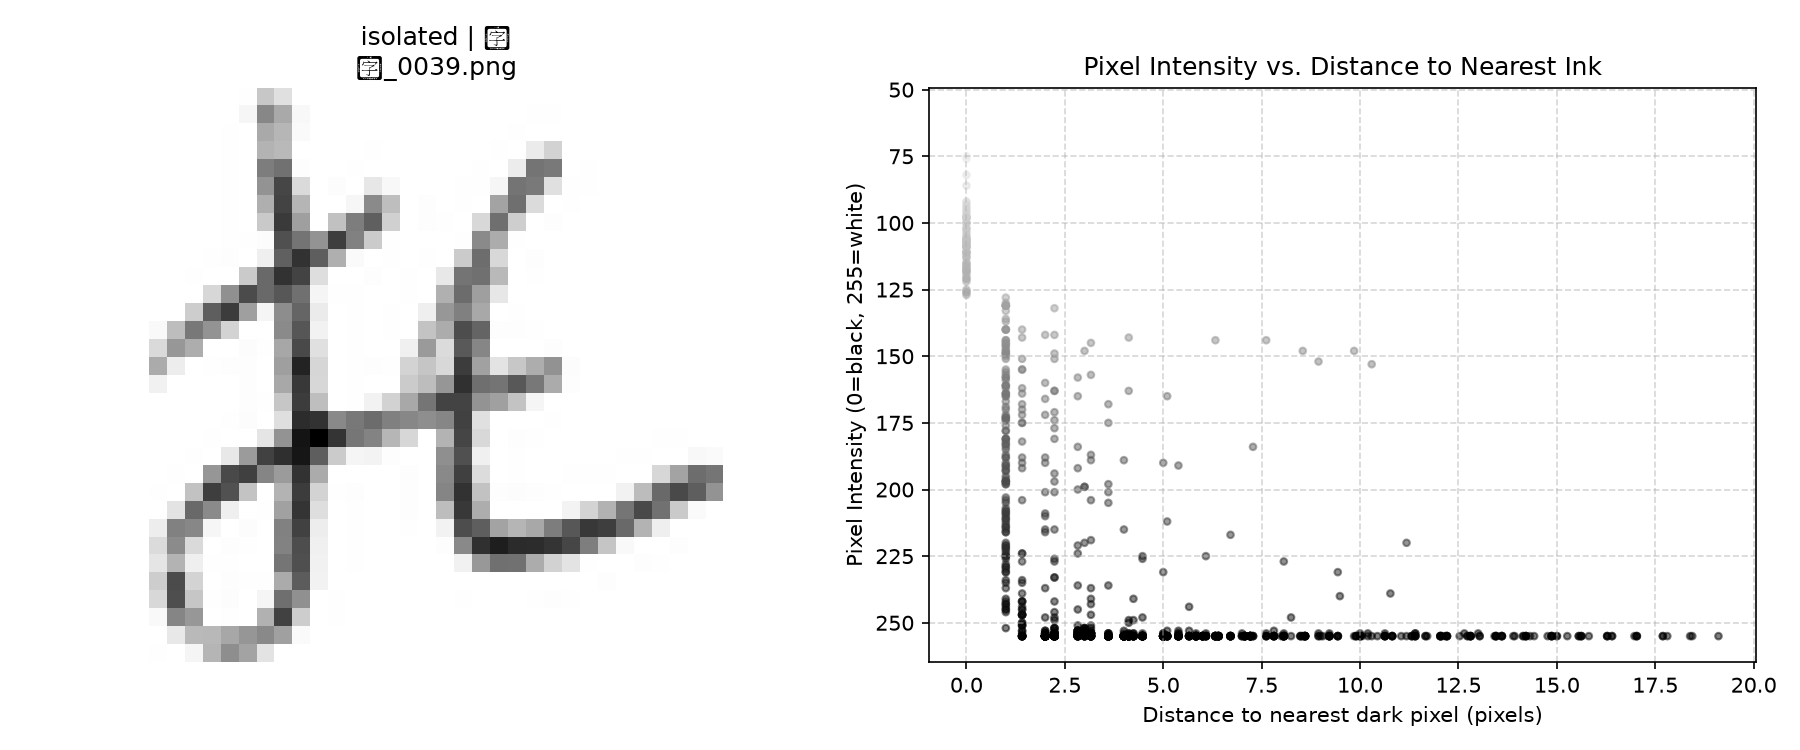 isolated |
_0039.png
托
Pixel Intensity vs. Distance to Nearest Ink
Pixel Intensity (0=black, 255=white)
50
75
100
125
150
175
200
225
250
0.0 2.5 5.0 7.5 10.0 12.5 15.0 17.5 20.0
Distance to nearest dark pixel (pixels)